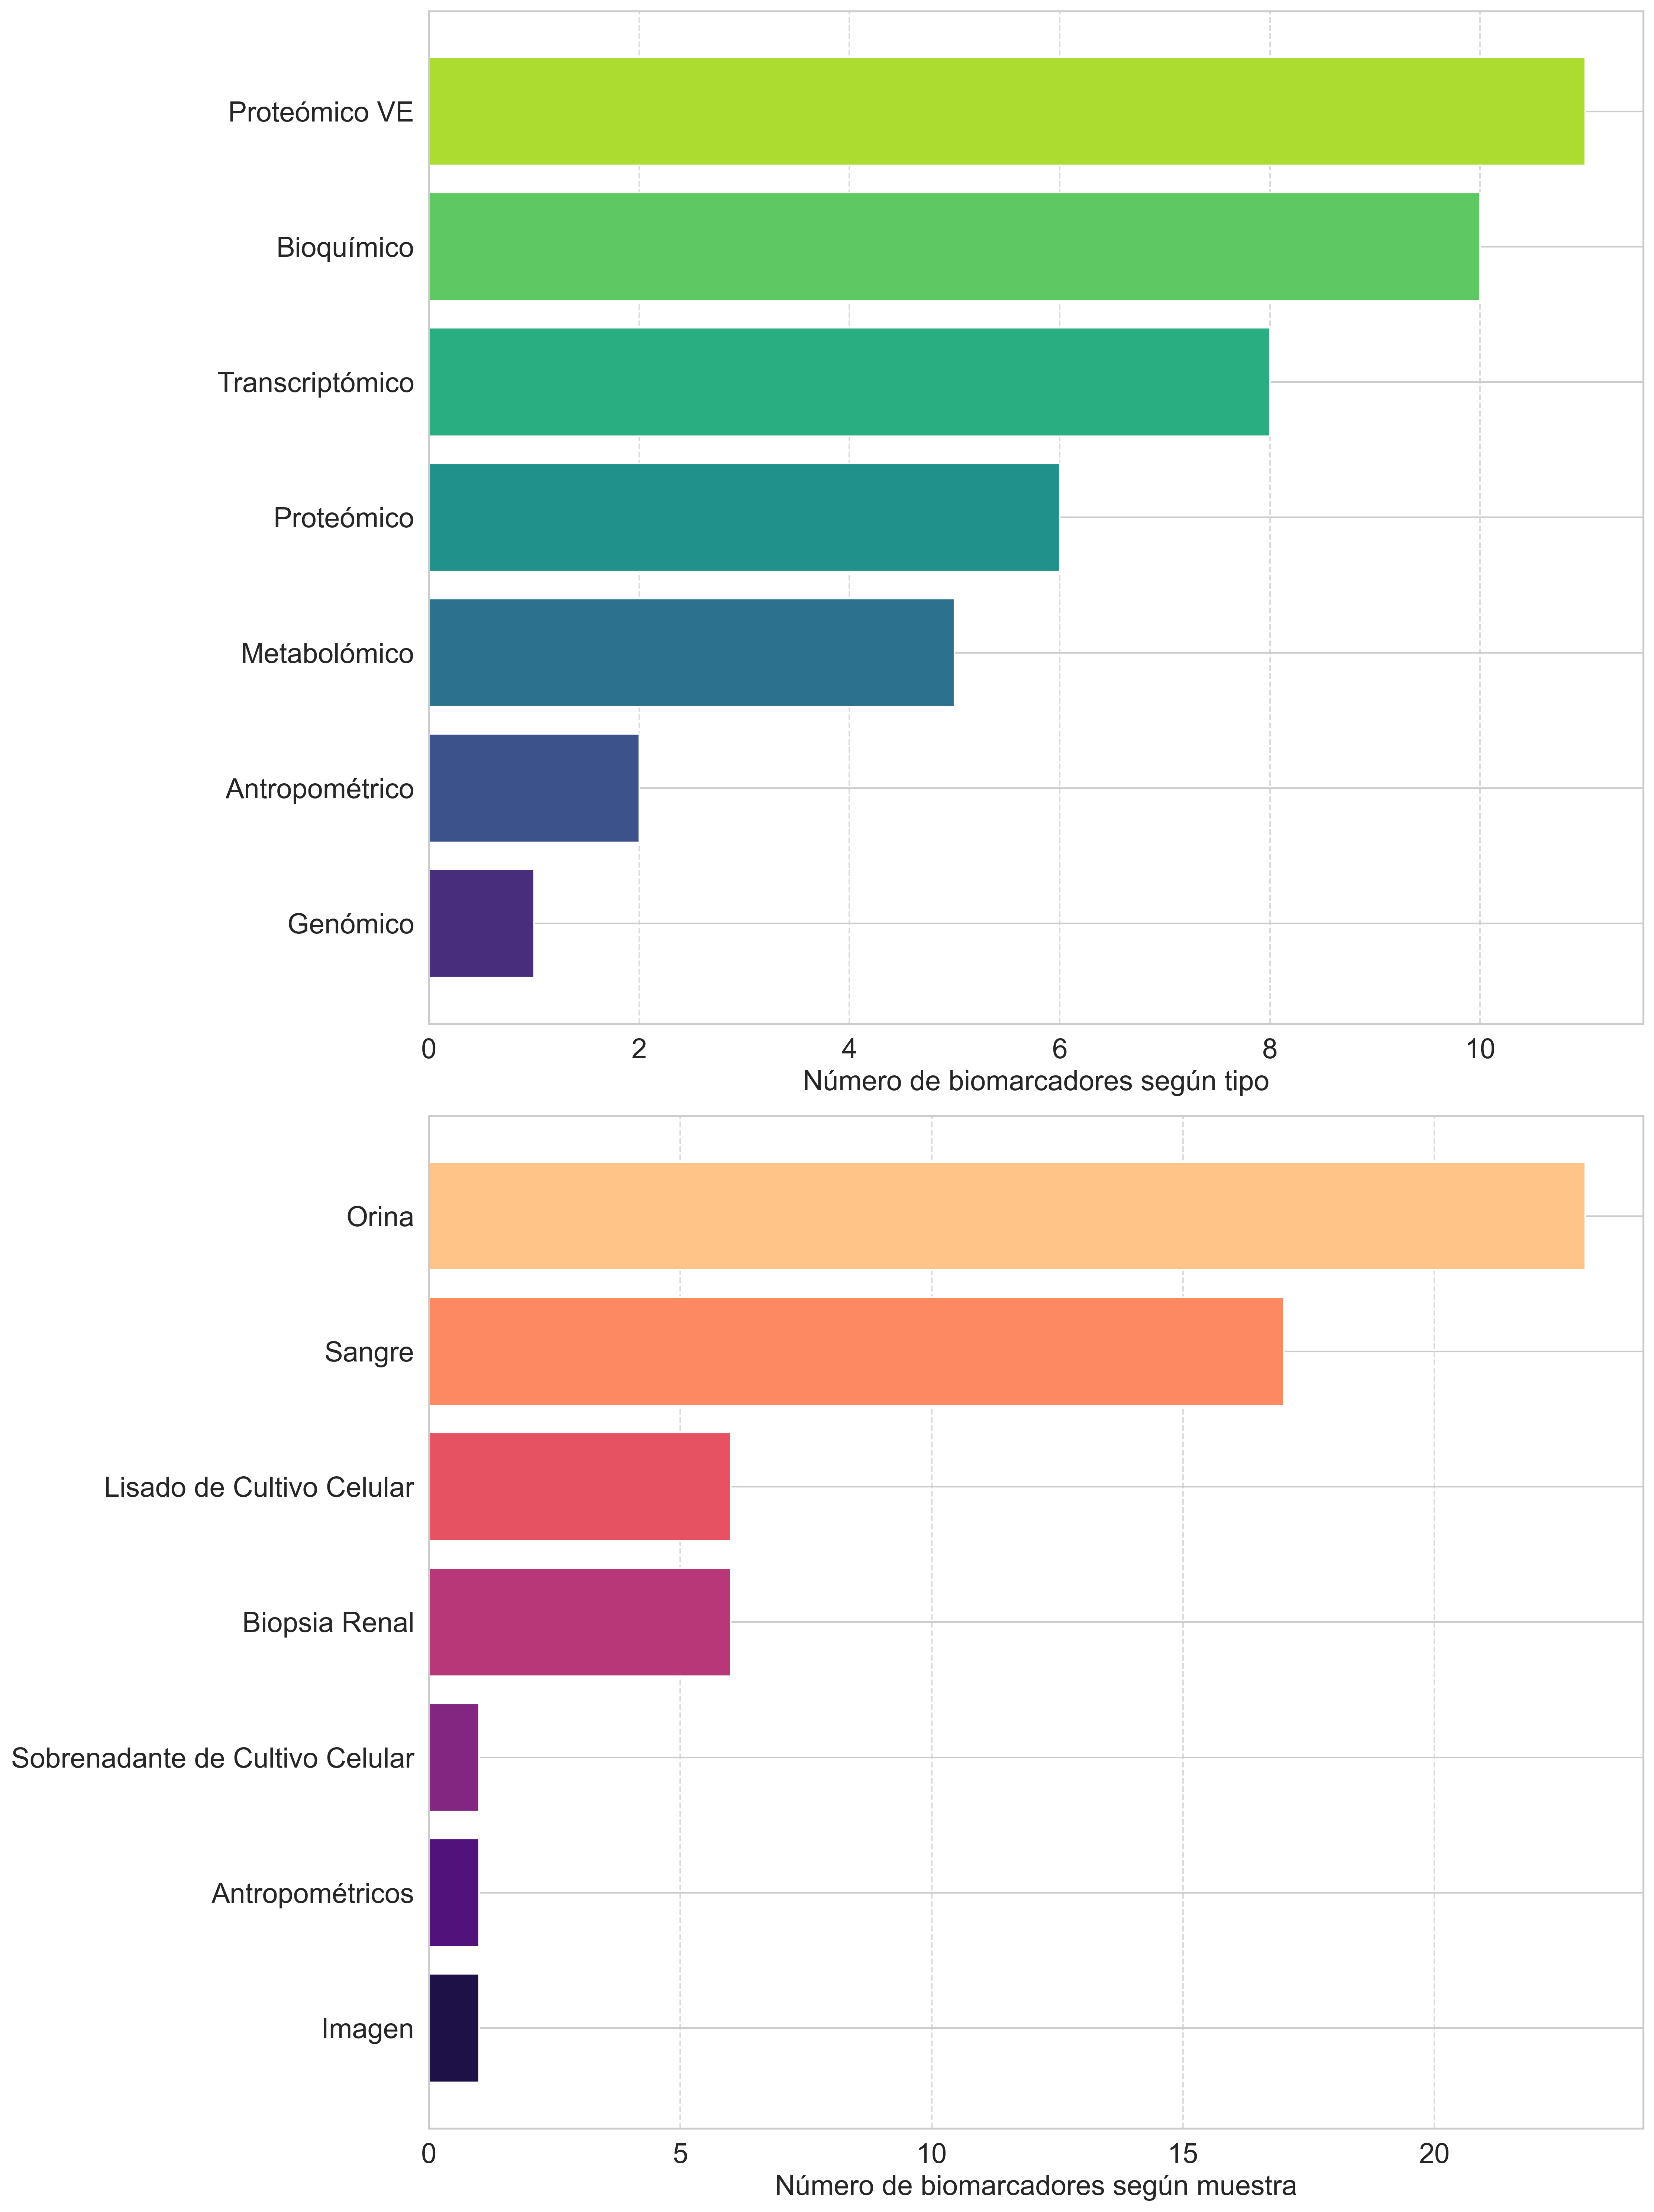 Proteómico VE
Bioquímico
Transcriptómico
Proteómico
Metabolómico
Antropométrico
Genómico
0 2 4 6 8 10
Número de biomarcadores según tipo
Orina
Sangre
Lisado de Cultivo Celular
Biopsia Renal
Sobrenadante de Cultivo Celular
Antropométricos
Imagen
0 5 10 15 20
Número de biomarcadores según muestra